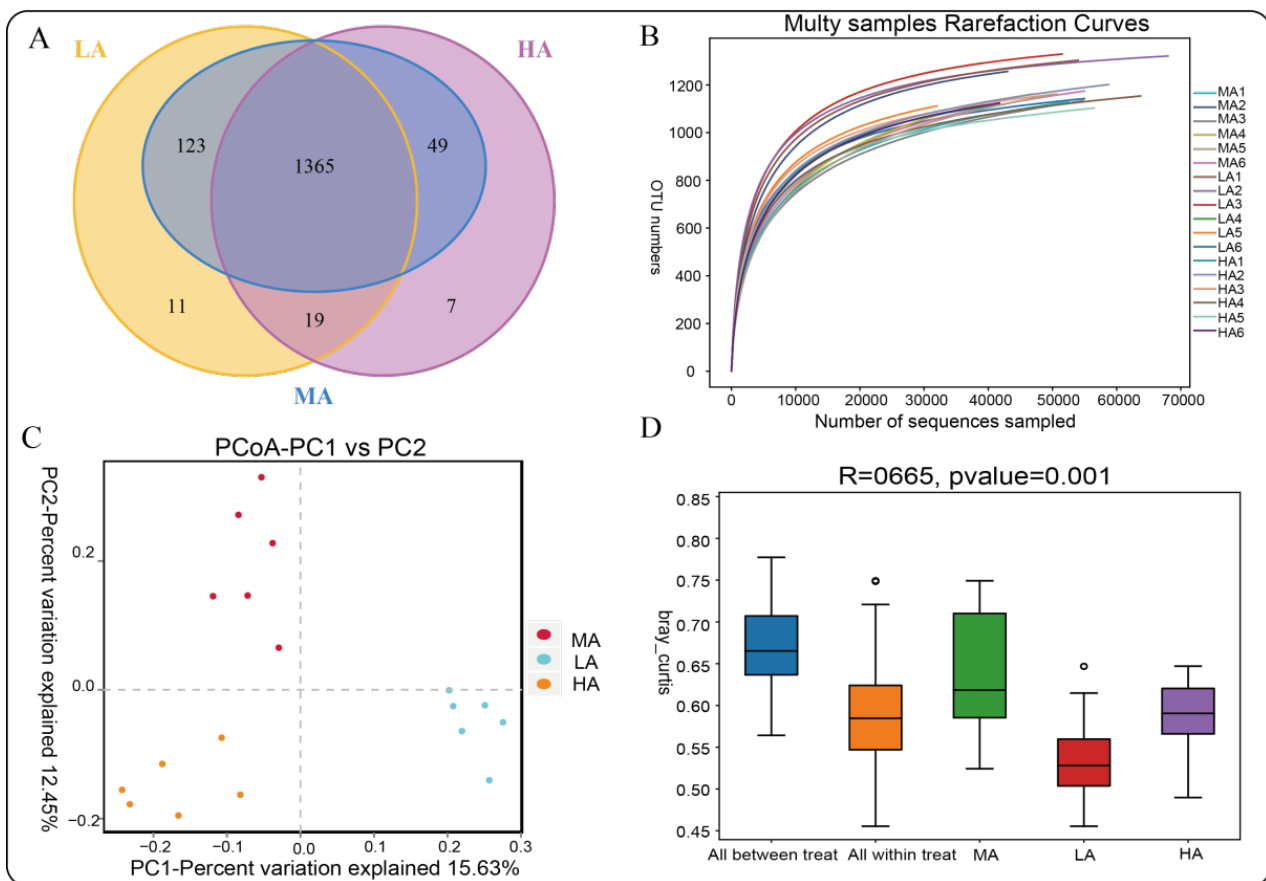 A
LA
HA
123
1365
49
11
19
7
MA
B
Multy samples Rarefaction Curves
OTU numbers
1200
1000
800
600
400
200
0
0 10000 20000 30000 40000 50000 60000 70000
Number of sequences sampled
MA1
MA2
MA3
MA4
MA5
MA6
LA1
LA2
LA3
LA4
LA5
LA6
HA1
HA2
HA3
HA4
HA5
HA6
C
PCoA-PC1 vs PC2
PC2-Percent variation explained 12.45%
0.2
0.0
−0.2
−0.2 −0.1 0.0 0.1 0.2 0.3
PC1-Percent variation explained 15.63%
MA
LA
HA
D
R=0665, pvalue=0.001
bray_curtis
0.85
0.80
0.75
0.70
0.65
0.60
0.55
0.50
0.45
All between treat All within treat MA LA HA